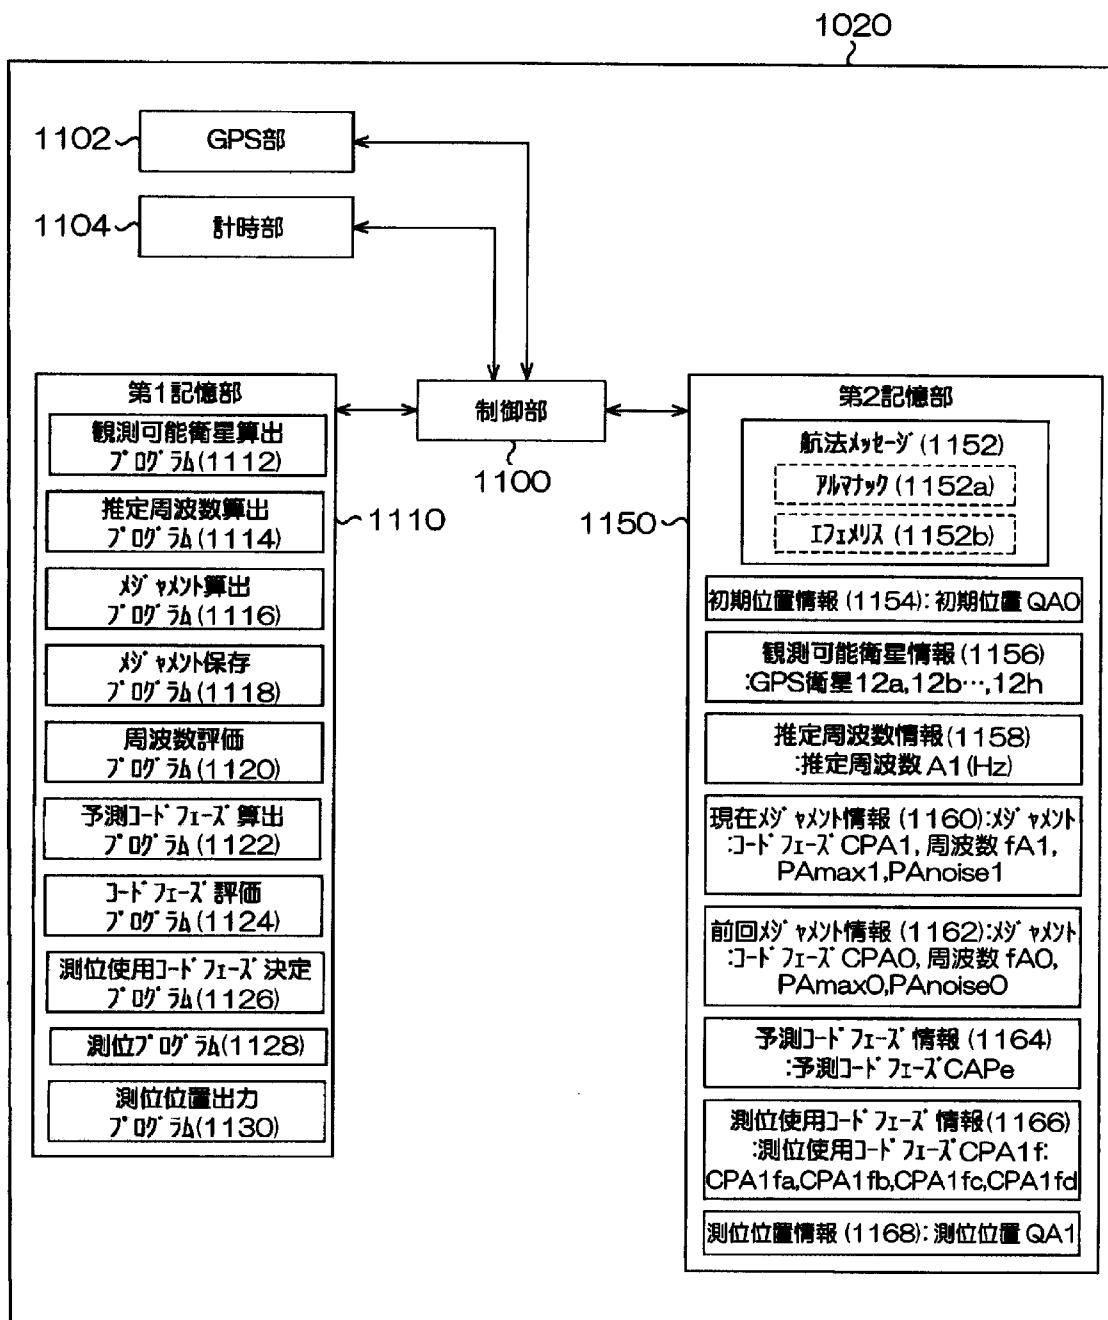 1020
1102
GPS部
1104
計時部
制御部
1100
第1記憶部
1110
観測可能衛星算出
プログラム(1112)
推定周波数算出
プログラム(1114)
メジャメント算出
プログラム(1116)
メジャメント保存
プログラム(1118)
周波数評価
プログラム(1120)
予測コードフェーズ算出
プログラム(1122)
コードフェーズ評価
プログラム(1124)
測位使用コードフェーズ決定
プログラム(1126)
測位プログラム(1128)
測位位置出力
プログラム(1130)
1150
第2記憶部
航法メッセージ(1152)
アルマナック(1152a)
エフェメリス(1152b)
初期位置情報(1154):初期位置QA0
観測可能衛星情報(1156)
:GPS衛星12a,12b…,12h
推定周波数情報(1158)
:推定周波数A1(Hz)
現在メジャメント情報(1160):メジャメント
:コードフェーズCPA1,周波数fA1,
PAmax1,PAnoise1
前回メジャメント情報(1162):メジャメント
:コードフェーズCPA0,周波数fA0,
PAmax0,PAnoise0
予測コードフェーズ情報(1164)
:予測コードフェーズCAPe
測位使用コードフェーズ情報(1166)
:測位使用コードフェーズCPA1f:
CPA1fa,CPA1fb,CPA1fc,CPA1fd
測位位置情報(1168):測位位置QA1